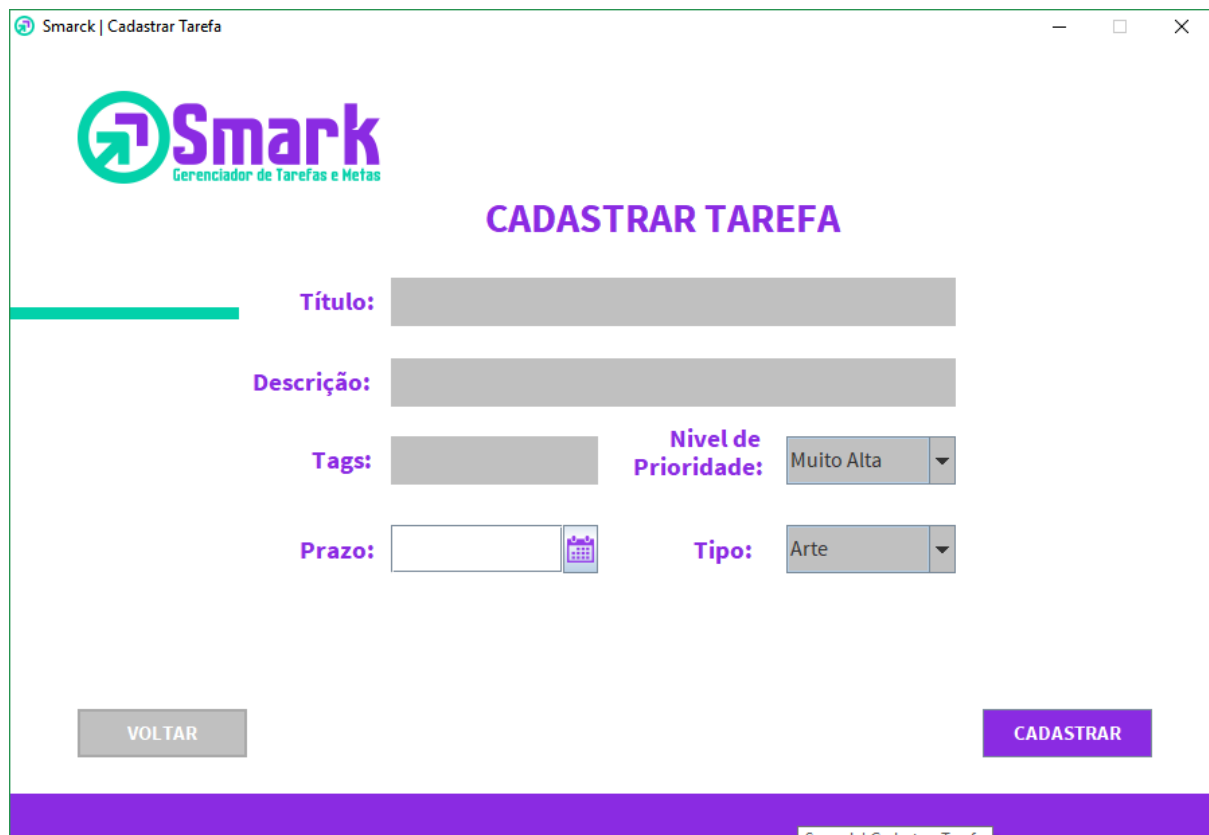 Smarck | Cadastrar Tarefa
Smark
Gerenciador de Tarefas e Metas
CADASTRAR TAREFA
Título:
Descrição:
Tags:
Nivel de
Prioridade:
Muito Alta
Prazo:
Tipo:
Arte
VOLTAR
CADASTRAR